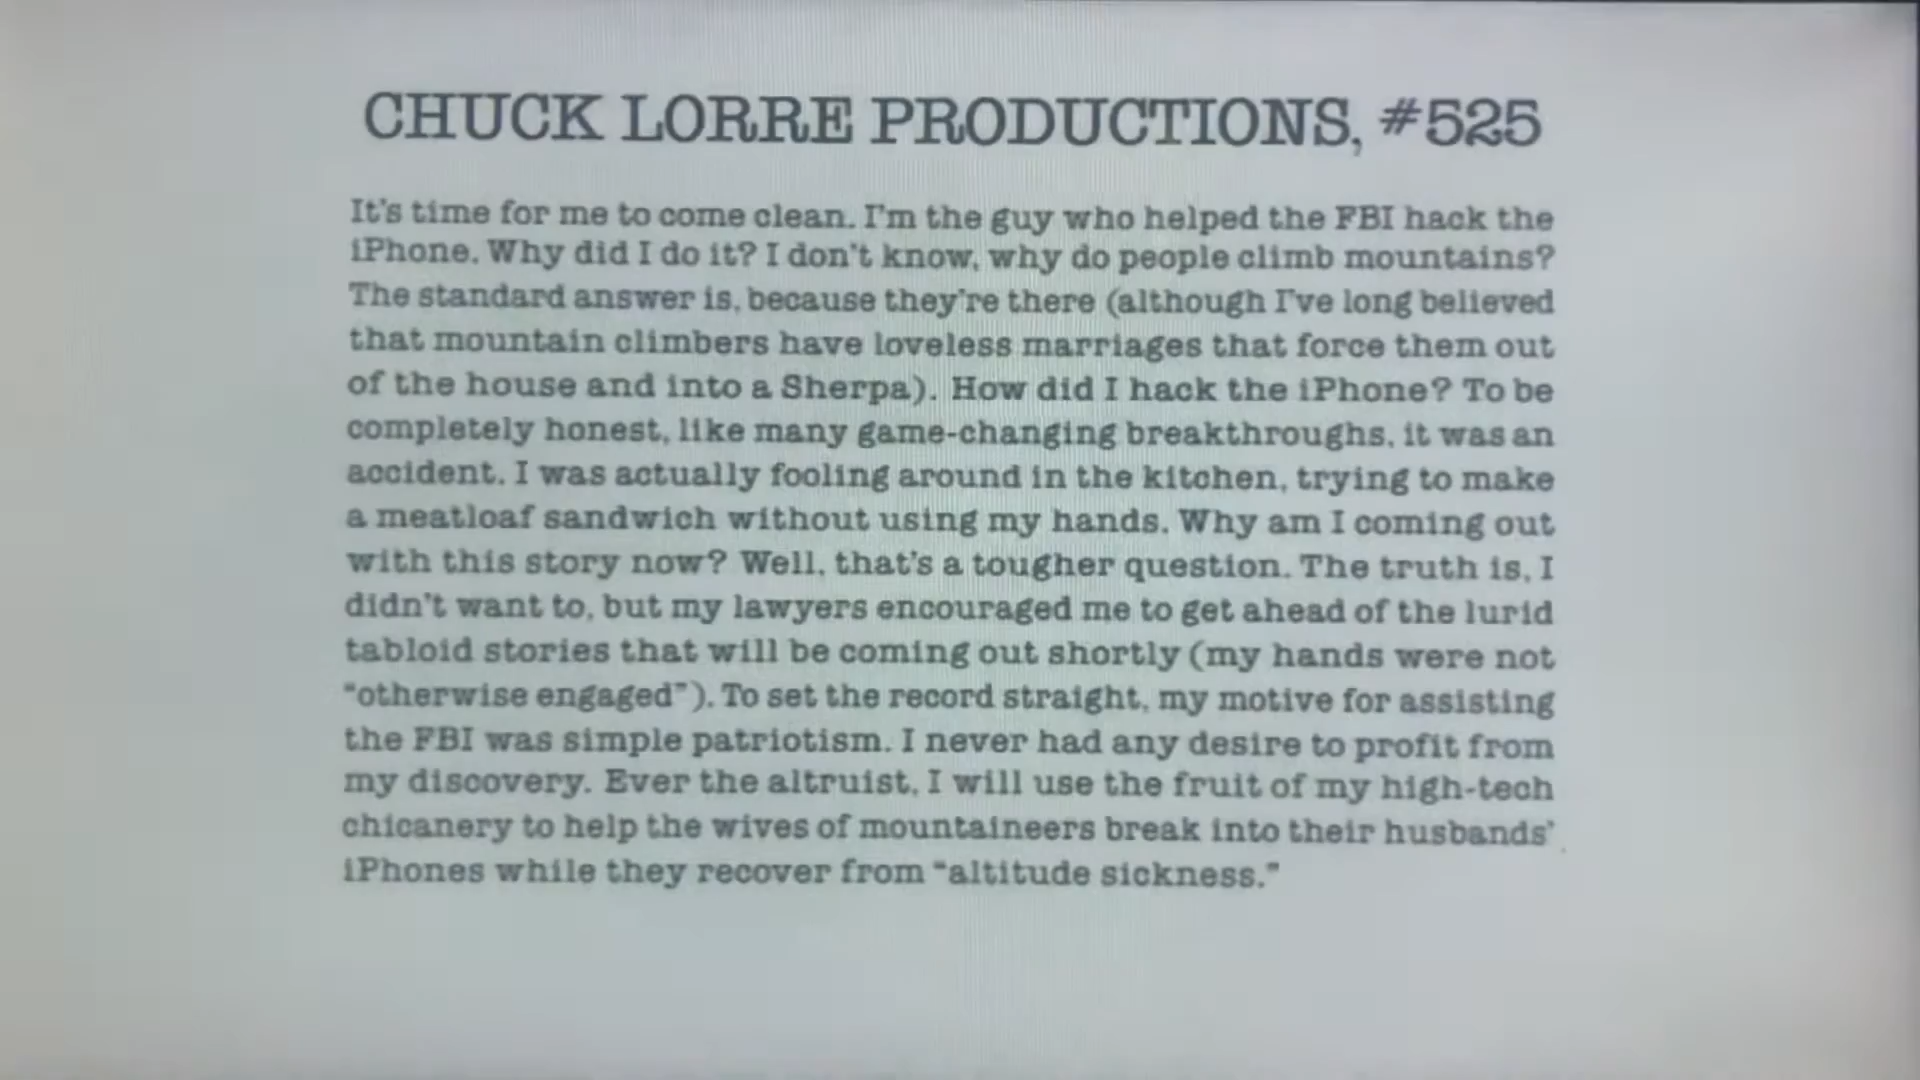 CHUCK LORRE PRODUCTIONS, #525
It's time for me to come clean. I'm the guy who helped the FBI hack the
iPhone. Why did I do it? I don't know, why do people climb mountains?
The standard answer is, because they're there (although I've long believed
that mountain climbers have loveless marriages that force them out
of the house and into a Sherpa). How did I hack the iPhone? To be
completely honest, like many game-changing breakthroughs, it was an
accident. I was actually fooling around in the kitchen, trying to make
a meatloaf sandwich without using my hands. Why am I coming out
with this story now? Well, that's a tougher question. The truth is, I
didn't want to, but my lawyers encouraged me to get ahead of the lurid
tabloid stories that will be coming out shortly (my hands were not
"otherwise engaged"). To set the record straight, my motive for assisting
the FBI was simple patriotism. I never had any desire to profit from
my discovery. Ever the altruist, I will use the fruit of my high-tech
chicanery to help the wives of mountaineers break into their husbands'
iPhones while they recover from "altitude sickness."